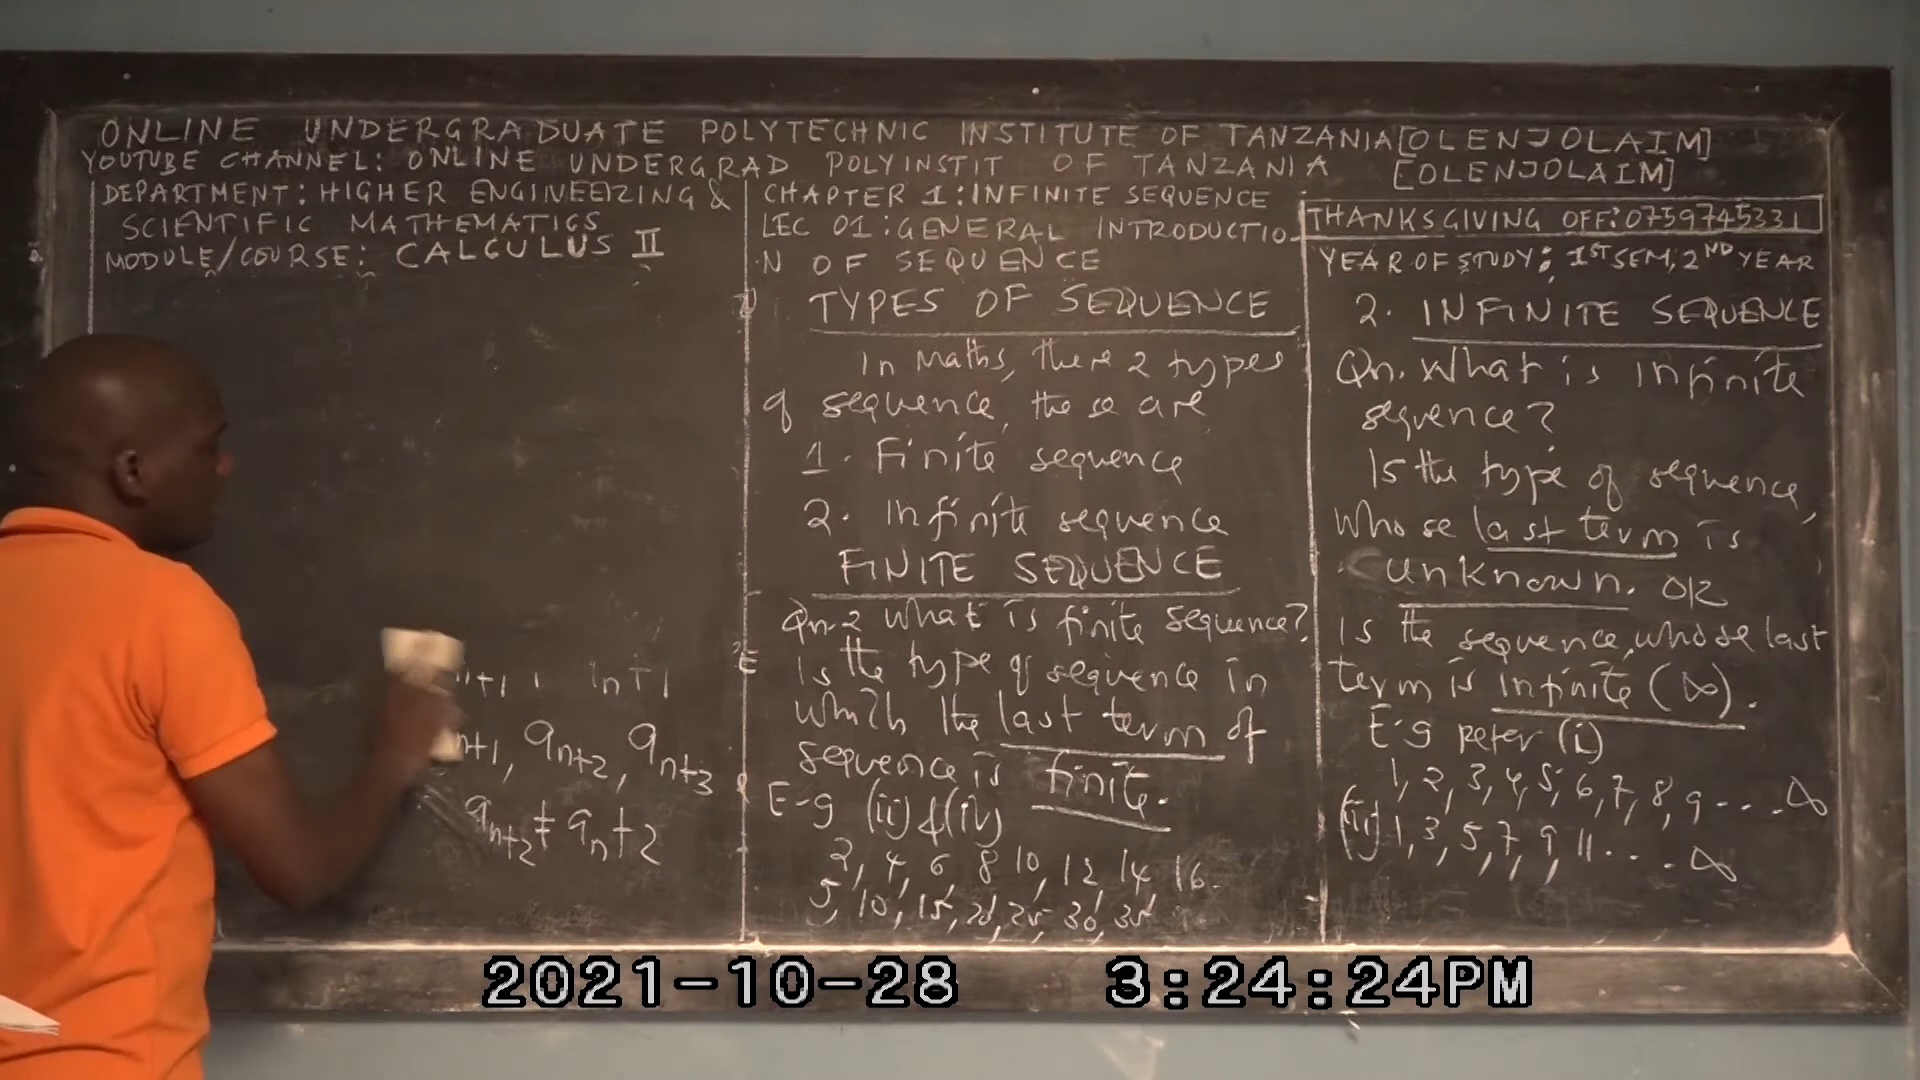 ONLINE UNDERGRADUATE POLYTECHNIC INSTITUTE OF TANZANIA[OLENJOLAIM]
YOUTUBE CHANNEL: ONLINE UNDERGRAD POLYINSTIT OF TANZANIA [OLENJOLAIM]
DEPARTMENT: HIGHER ENGINEERING &
SCIENTIFIC MATHEMATICS
MODULE/COURSE: CALCULUS II
n+1
n+1, a_{n+2}, a_{n+3}
a_{n+2} ≠ a_n+2
CHAPTER 1: INFINITE SEQUENCE
LEC 01: GENERAL INTRODUCTIO
N OF SEQUENCE
TYPES OF SEQUENCE
In Maths, there 2 types
of sequence, these are
1. Finite sequence
2. Infinite sequence
FINITE SEQUENCE
Qn.2 what is finite sequence?
Is the type of sequence in
which the last term of
sequence is finite.
E-g (ii) & (iv)
2, 4, 6, 8 10, 12, 14, 16.
5, 10, 15, 20, 25, 30, 35
THANKSGIVING OFF: 0759745331
YEAR OF STUDY: 1ST SEM, 2ND YEAR
2. INFINITE SEQUENCE
Qn. What is infinite
sequence?
Is the type of sequence,
whose last term is
unknown. OR
Is the sequence, whose last
term is infinite (∞).
E-g refer (i)
1, 2, 3, 4, 5, 6, 7, 8, 9 . . . . ∞
(ii) 1, 3, 5, 7, 9, 11 . . . . ∞
2021-10-28 3:24:24PM